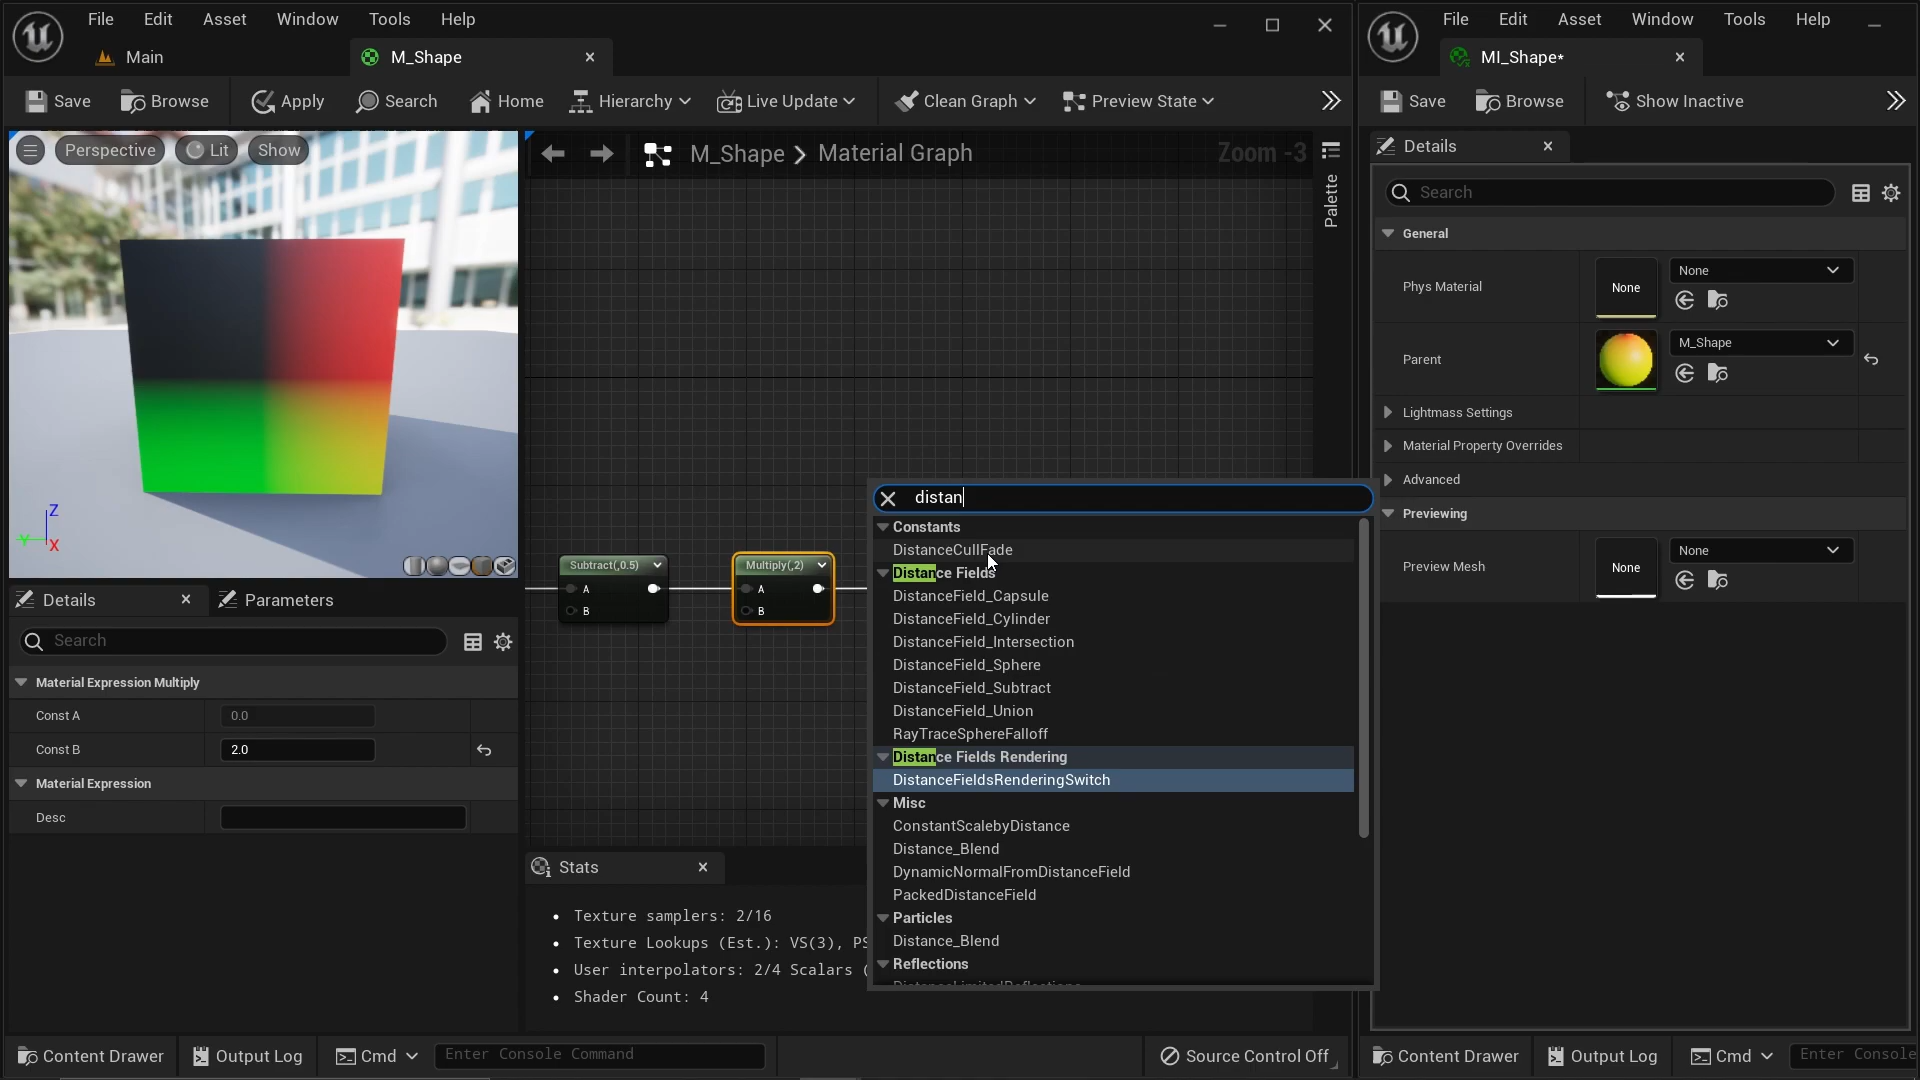 File Edit Asset Window Tools Help
Main
M_Shape
Save Browse Apply Search Home Hierarchy Live Update Clean Graph Preview State
Perspective Lit Show
M_Shape > Material Graph
Zoom -3
Palette
Z
Y
X
Details
Parameters
Search
Material Expression Multiply
Const A 0.0
Const B 2.0
Material Expression
Desc
Subtract(,0.5)
A
B
Multiply(,2)
A
B
distan
Constants
DistanceCullFade
Distance Fields
DistanceField_Capsule
DistanceField_Cylinder
DistanceField_Intersection
DistanceField_Sphere
DistanceField_Subtract
DistanceField_Union
RayTraceSphereFalloff
Distance Fields Rendering
DistanceFieldsRenderingSwitch
Misc
ConstantScalebyDistance
Distance_Blend
DynamicNormalFromDistanceField
PackedDistanceField
Particles
Distance_Blend
Reflections
Stats
• Texture samplers: 2/16
• Texture Lookups (Est.): VS(3), PS
• User interpolators: 2/4 Scalars (
• Shader Count: 4
Content Drawer Output Log Cmd Enter Console Command Source Control Off
File Edit Asset Window Tools Help
MI_Shape*
Save Browse Show Inactive
Details
Search
General
Phys Material None None
Parent M_Shape
Lightmass Settings
Material Property Overrides
Advanced
Previewing
Preview Mesh None None
Content Drawer Output Log Cmd Enter Console